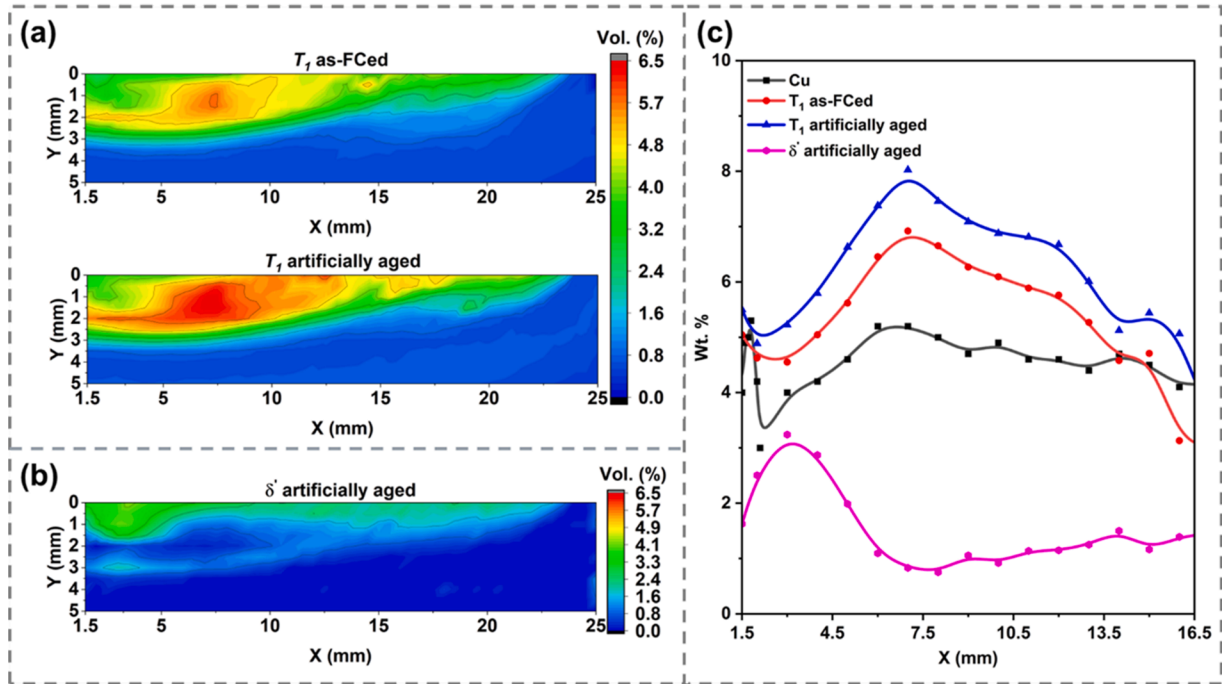 (a)
T₁ as-FCed
Vol. (%)
6.5
5.7
4.9
4.0
3.2
2.4
1.6
0.8
0.0
Y (mm)
0
1
2
3
4
5
1.5 5 10 15 20 25
X (mm)
T₁ artificially aged
Y (mm)
0
1
2
3
4
5
1.5 5 10 15 20 25
X (mm)
(b)
δ' artificially aged
Vol. (%)
6.5
5.7
4.9
4.1
3.2
2.4
1.6
0.8
0.0
Y (mm)
0
1
2
3
4
5
1.5 5 10 15 20 25
X (mm)
(c)
Cu
T₁ as-FCed
T₁ artificially aged
δ' artificially aged
Wt. %
10
8
6
4
2
0
1.5 4.5 7.5 10.5 13.5 16.5
X (mm)